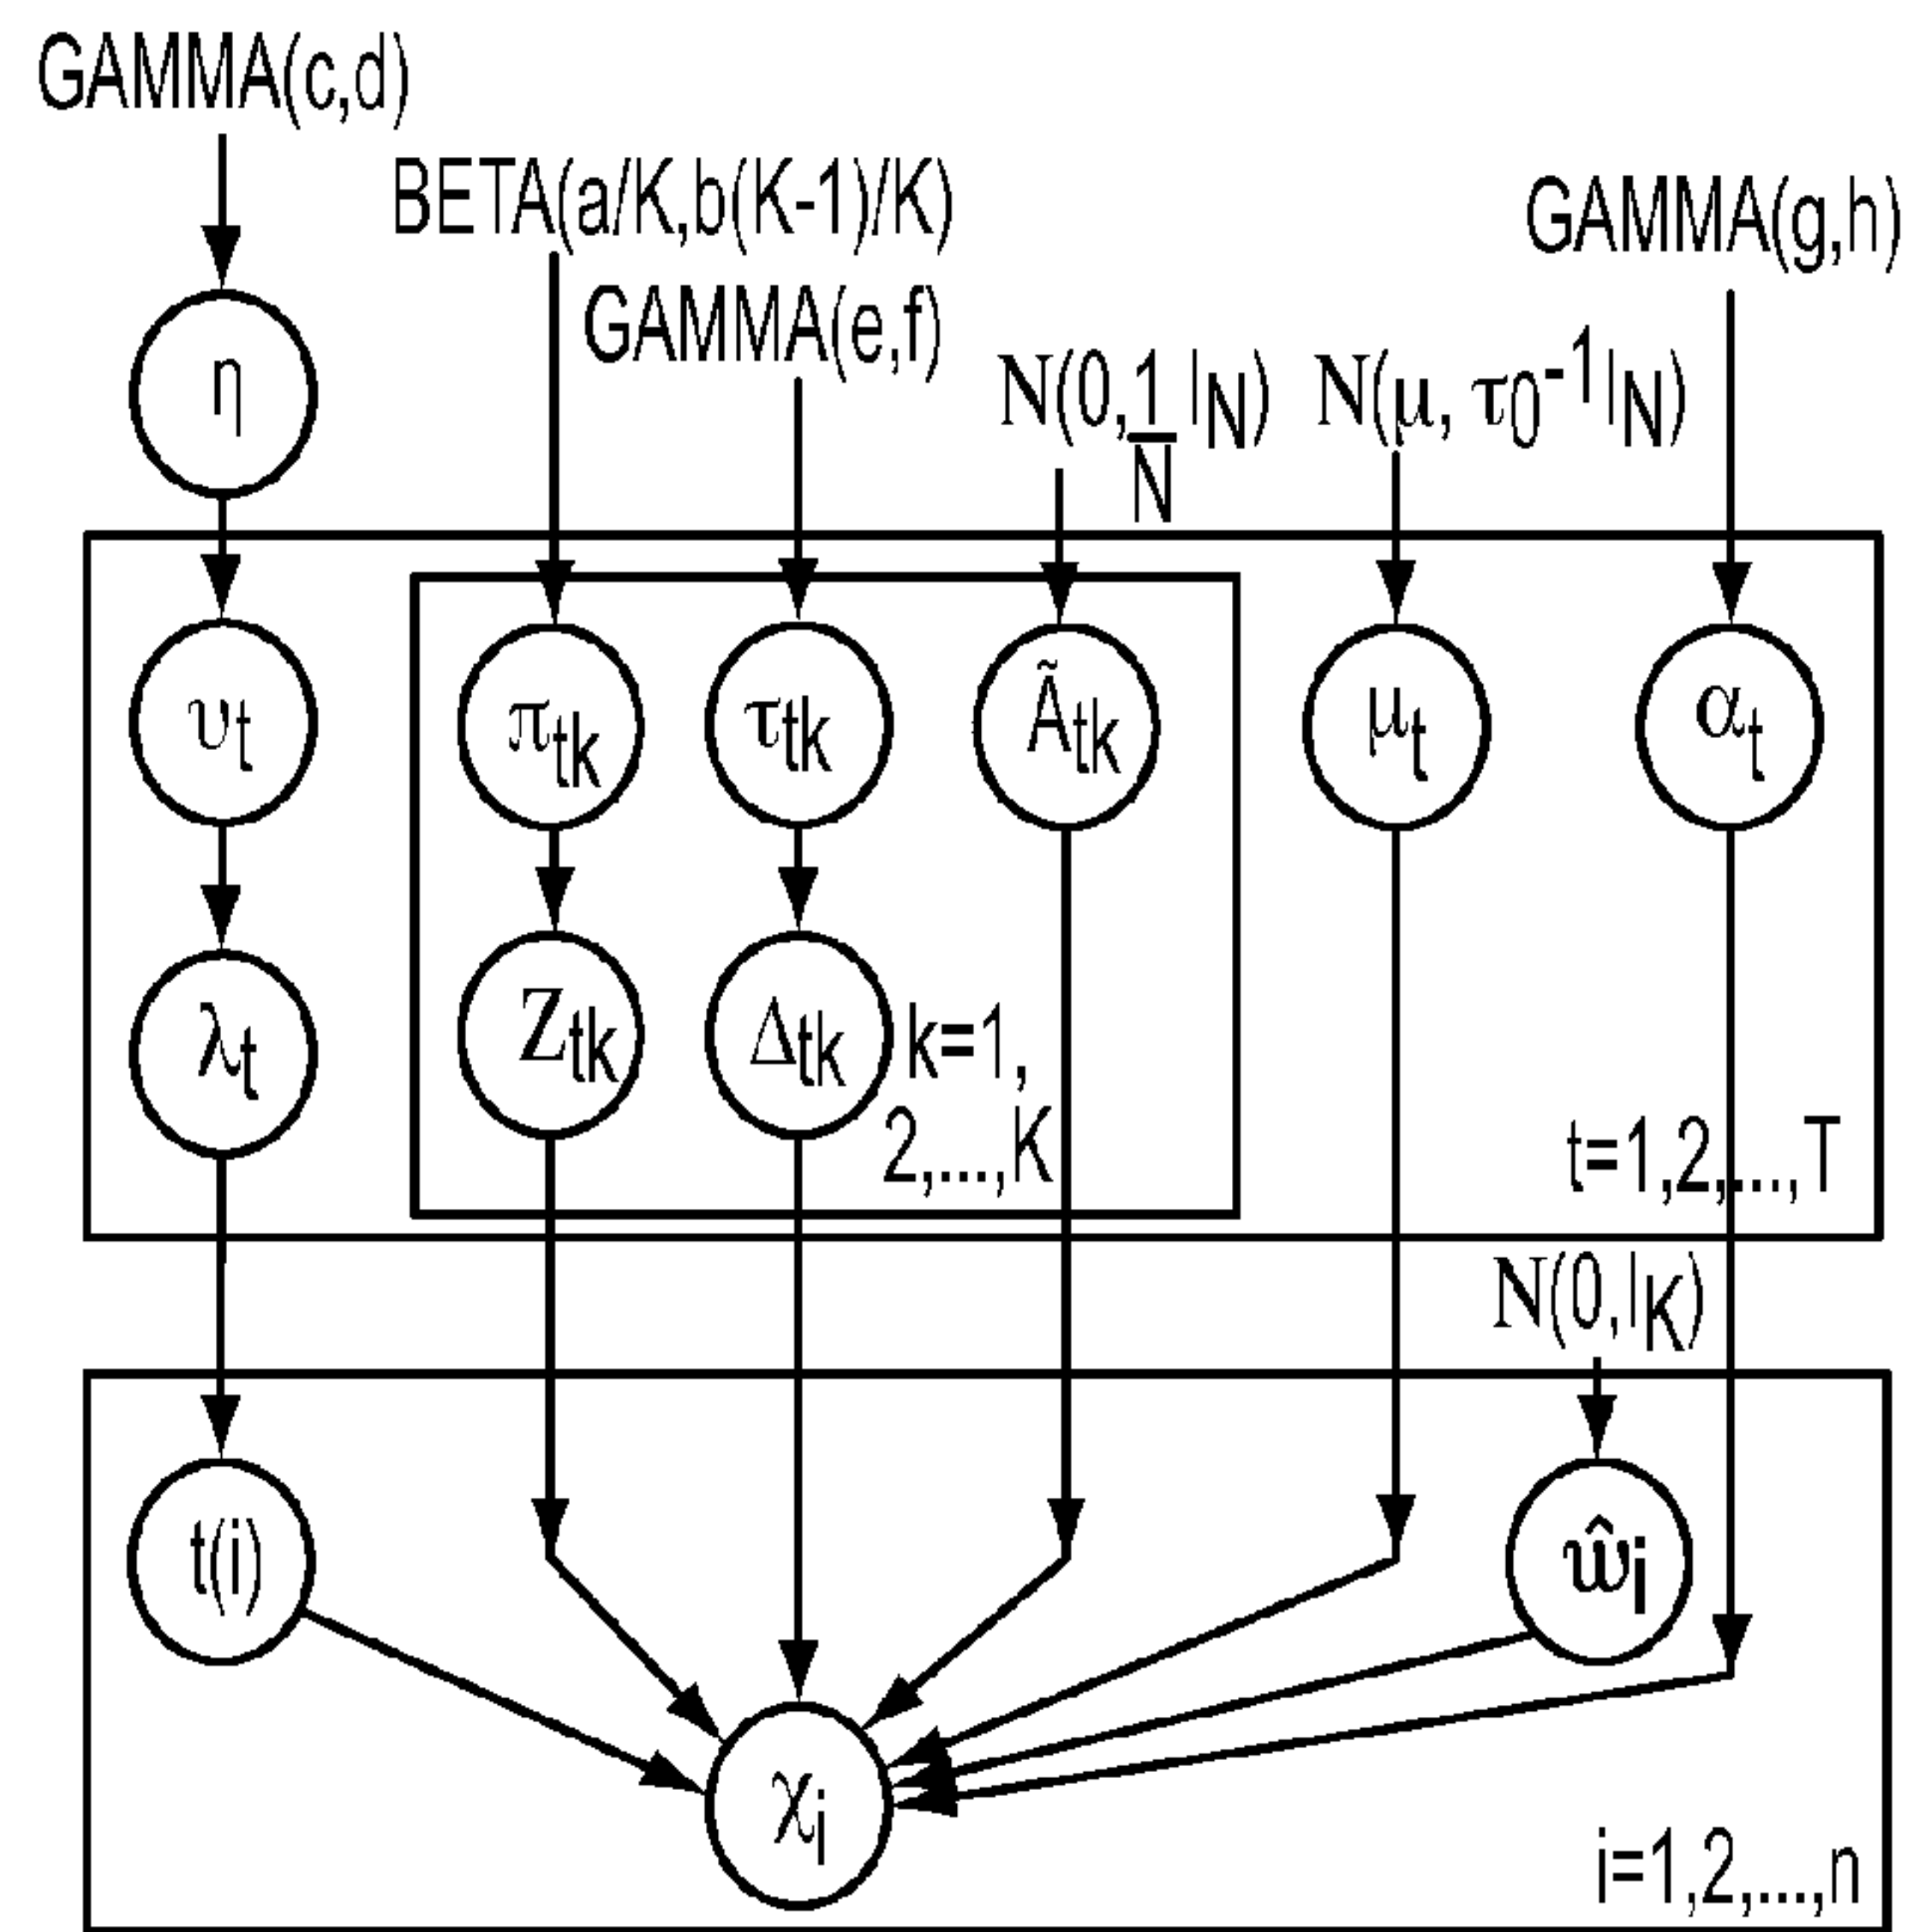 GAMMA(c,d)
BETA(a/K,b(K-1)/K)
GAMMA(g,h)
GAMMA(e,f)
N(0,1/N I_N)
N(μ, τ0^-1 I_N)
η
υt
πtk
τtk
Ãtk
μt
αt
λt
Ztk
Δtk
k=1,
2,...,K
t=1,2,...,T
N(0,I_K)
t(i)
ŵi
χi
i=1,2,...,n